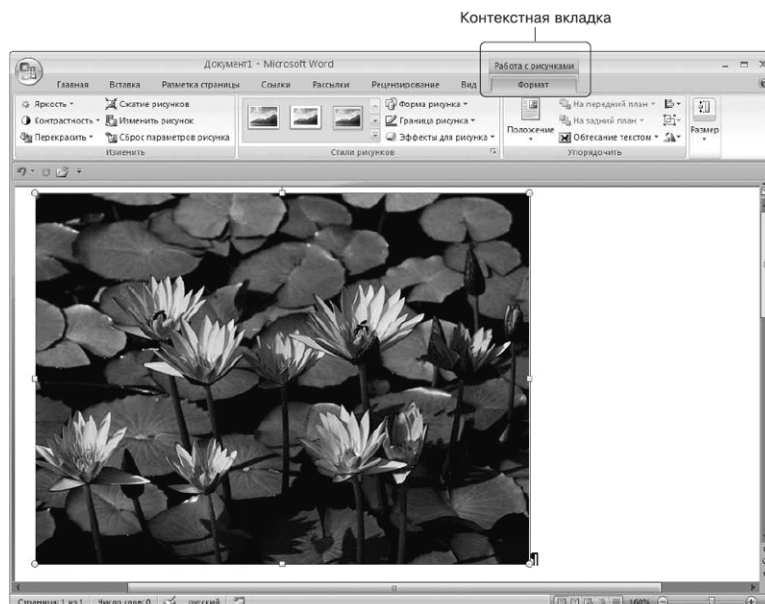 Контекстная вкладка
Документ1 - Microsoft Word
Работа с рисунками
Главная Вставка Разметка страницы Ссылки Рассылки Рецензирование Вид Формат
Яркость Сжатие рисунков Форма рисунка На передний план
Контрастность Изменить рисунок Граница рисунка Положение На задний план Размер
Перекрасить Сброс параметров рисунка Эффекты для рисунка Обтекание текстом
Изменить Стили рисунков Упорядочить
¶
Страница: 1 из 1 Число слов: 0 русский 160%